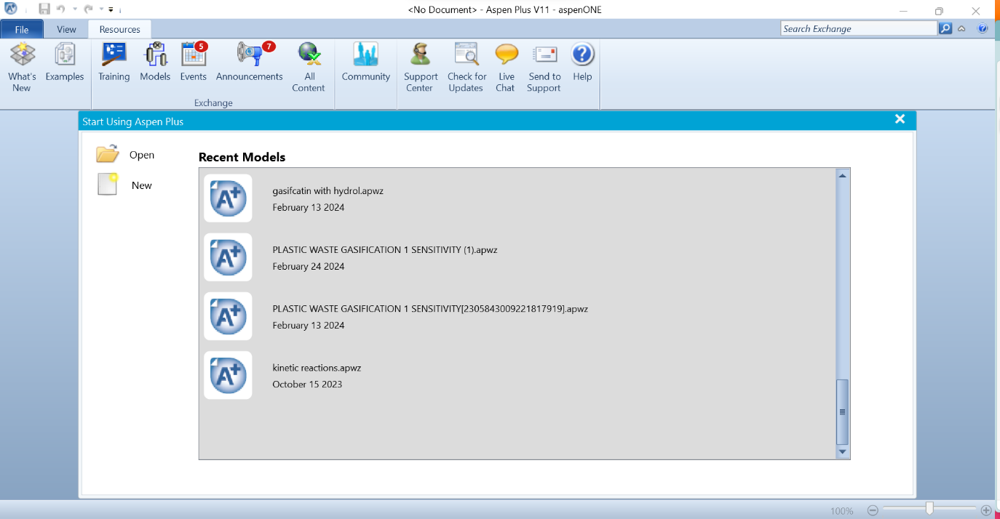 <No Document> - Aspen Plus V11 - aspenONE
File View Resources
Search Exchange
What's New
Examples
Training
Models
5
Events
7
Announcements
All Content
Exchange
Community
Support Center
Check for Updates
Live Chat
Send to Support
Help
Start Using Aspen Plus
Open
New
Recent Models
gasifcatin with hydrol.apwz
February 13 2024
PLASTIC WASTE GASIFICATION 1 SENSITIVITY (1).apwz
February 24 2024
PLASTIC WASTE GASIFICATION 1 SENSITIVITY[2305843009221817919].apwz
February 13 2024
kinetic reactions.apwz
October 15 2023
100%